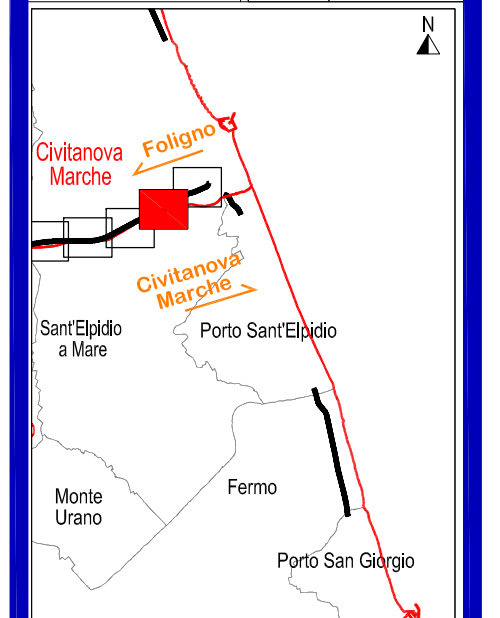 N
Foligno
Civitanova
Marche
Civitanova
Marche
Sant'Elpidio
a Mare
Porto Sant'Elpidio
Monte
Urano
Fermo
Porto San Giorgio